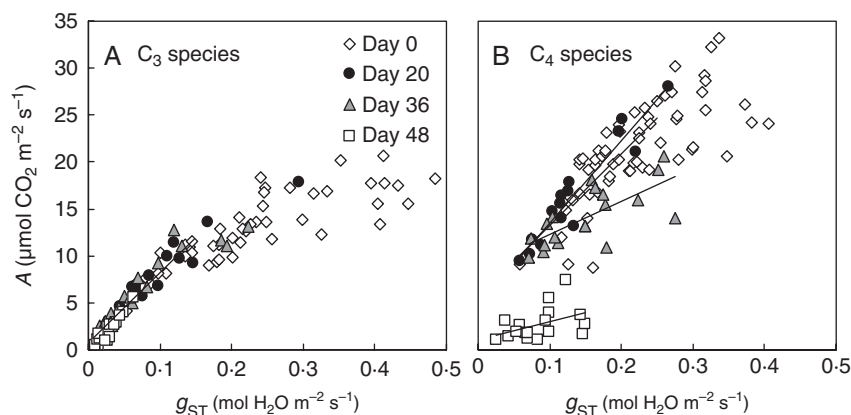 A C₃ species
Day 0
Day 20
Day 36
Day 48
B C₄ species
A (µmol CO₂ m⁻² s⁻¹)
35
30
25
20
15
10
5
0
0 0·1 0·2 0·3 0·4 0·5
0 0·1 0·2 0·3 0·4 0·5
gST (mol H₂O m⁻² s⁻¹)
gST (mol H₂O m⁻² s⁻¹)